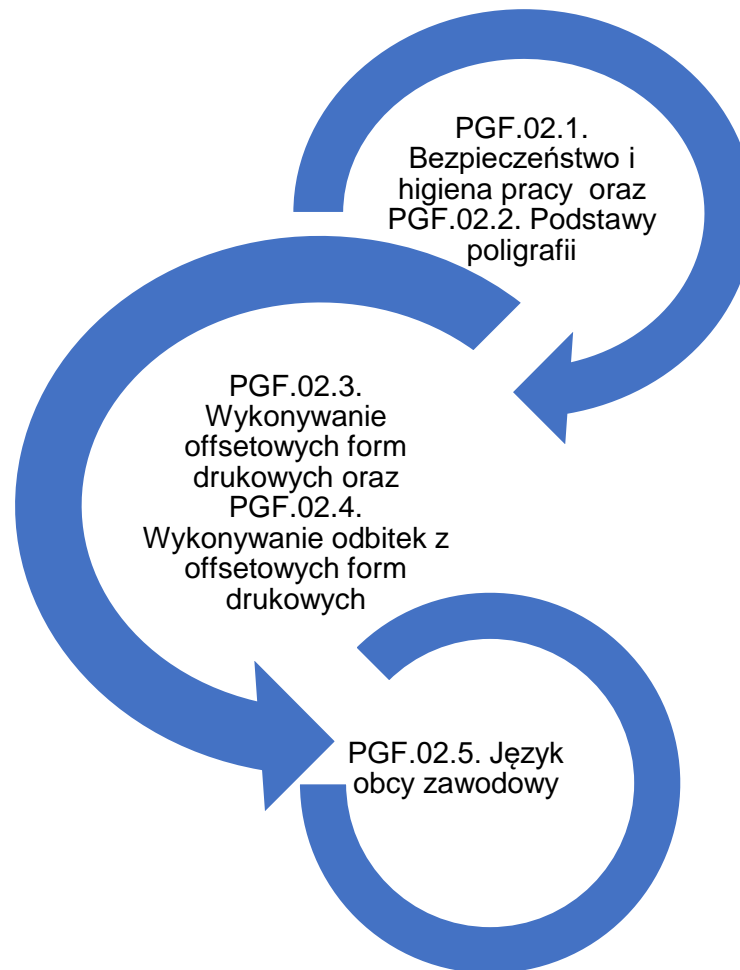 PGF.02.1.
Bezpieczeństwo i
higiena pracy  oraz
PGF.02.2. Podstawy
poligrafii
PGF.02.3.
Wykonywanie
offsetowych form
drukowych oraz
PGF.02.4.
Wykonywanie odbitek z
offsetowych form
drukowych
PGF.02.5. Język
obcy zawodowy